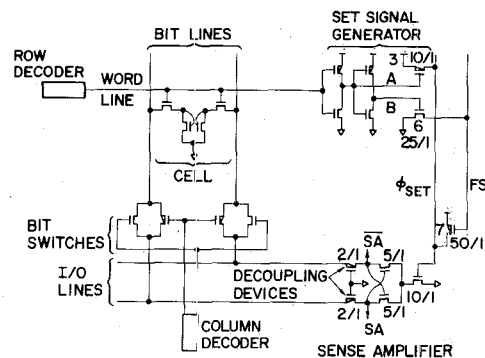 BIT LINES
SET SIGNAL
GENERATOR
ROW
DECODER
WORD
LINE
3
10/1
A
B
6
25/1
CELL
ΦSET
FS
7
50/1
BIT
SWITCHES
I/O
LINES
DECOUPLING
DEVICES
COLUMN
DECODER
2/1
SA
5/1
2/1
5/1
10/1
SA
SENSE AMPLIFIER